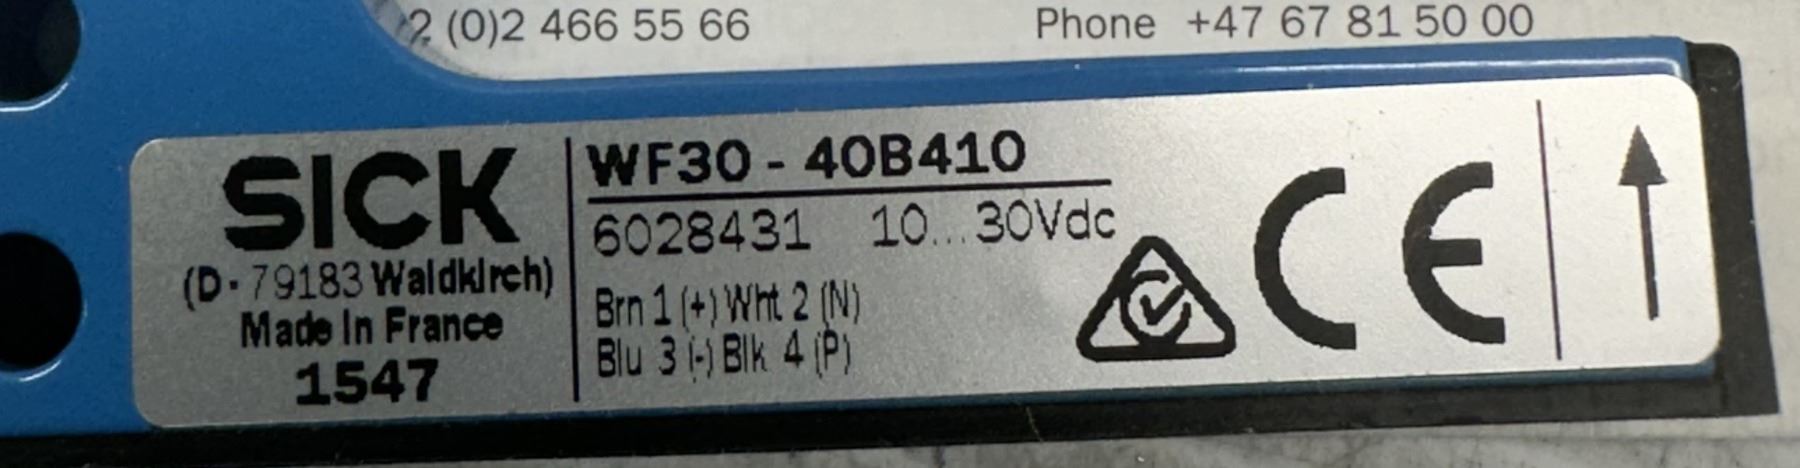 2 (0)2 466 55 66
Phone +47 67 81 50 00
SICK
(D-79183 Waldkirch)
Made in France
1547
WF30 - 40B410
6028431 10...30Vdc
Brn 1 (+) Wht 2 (N)
Blu 3 (-) Blk 4 (P)
CE